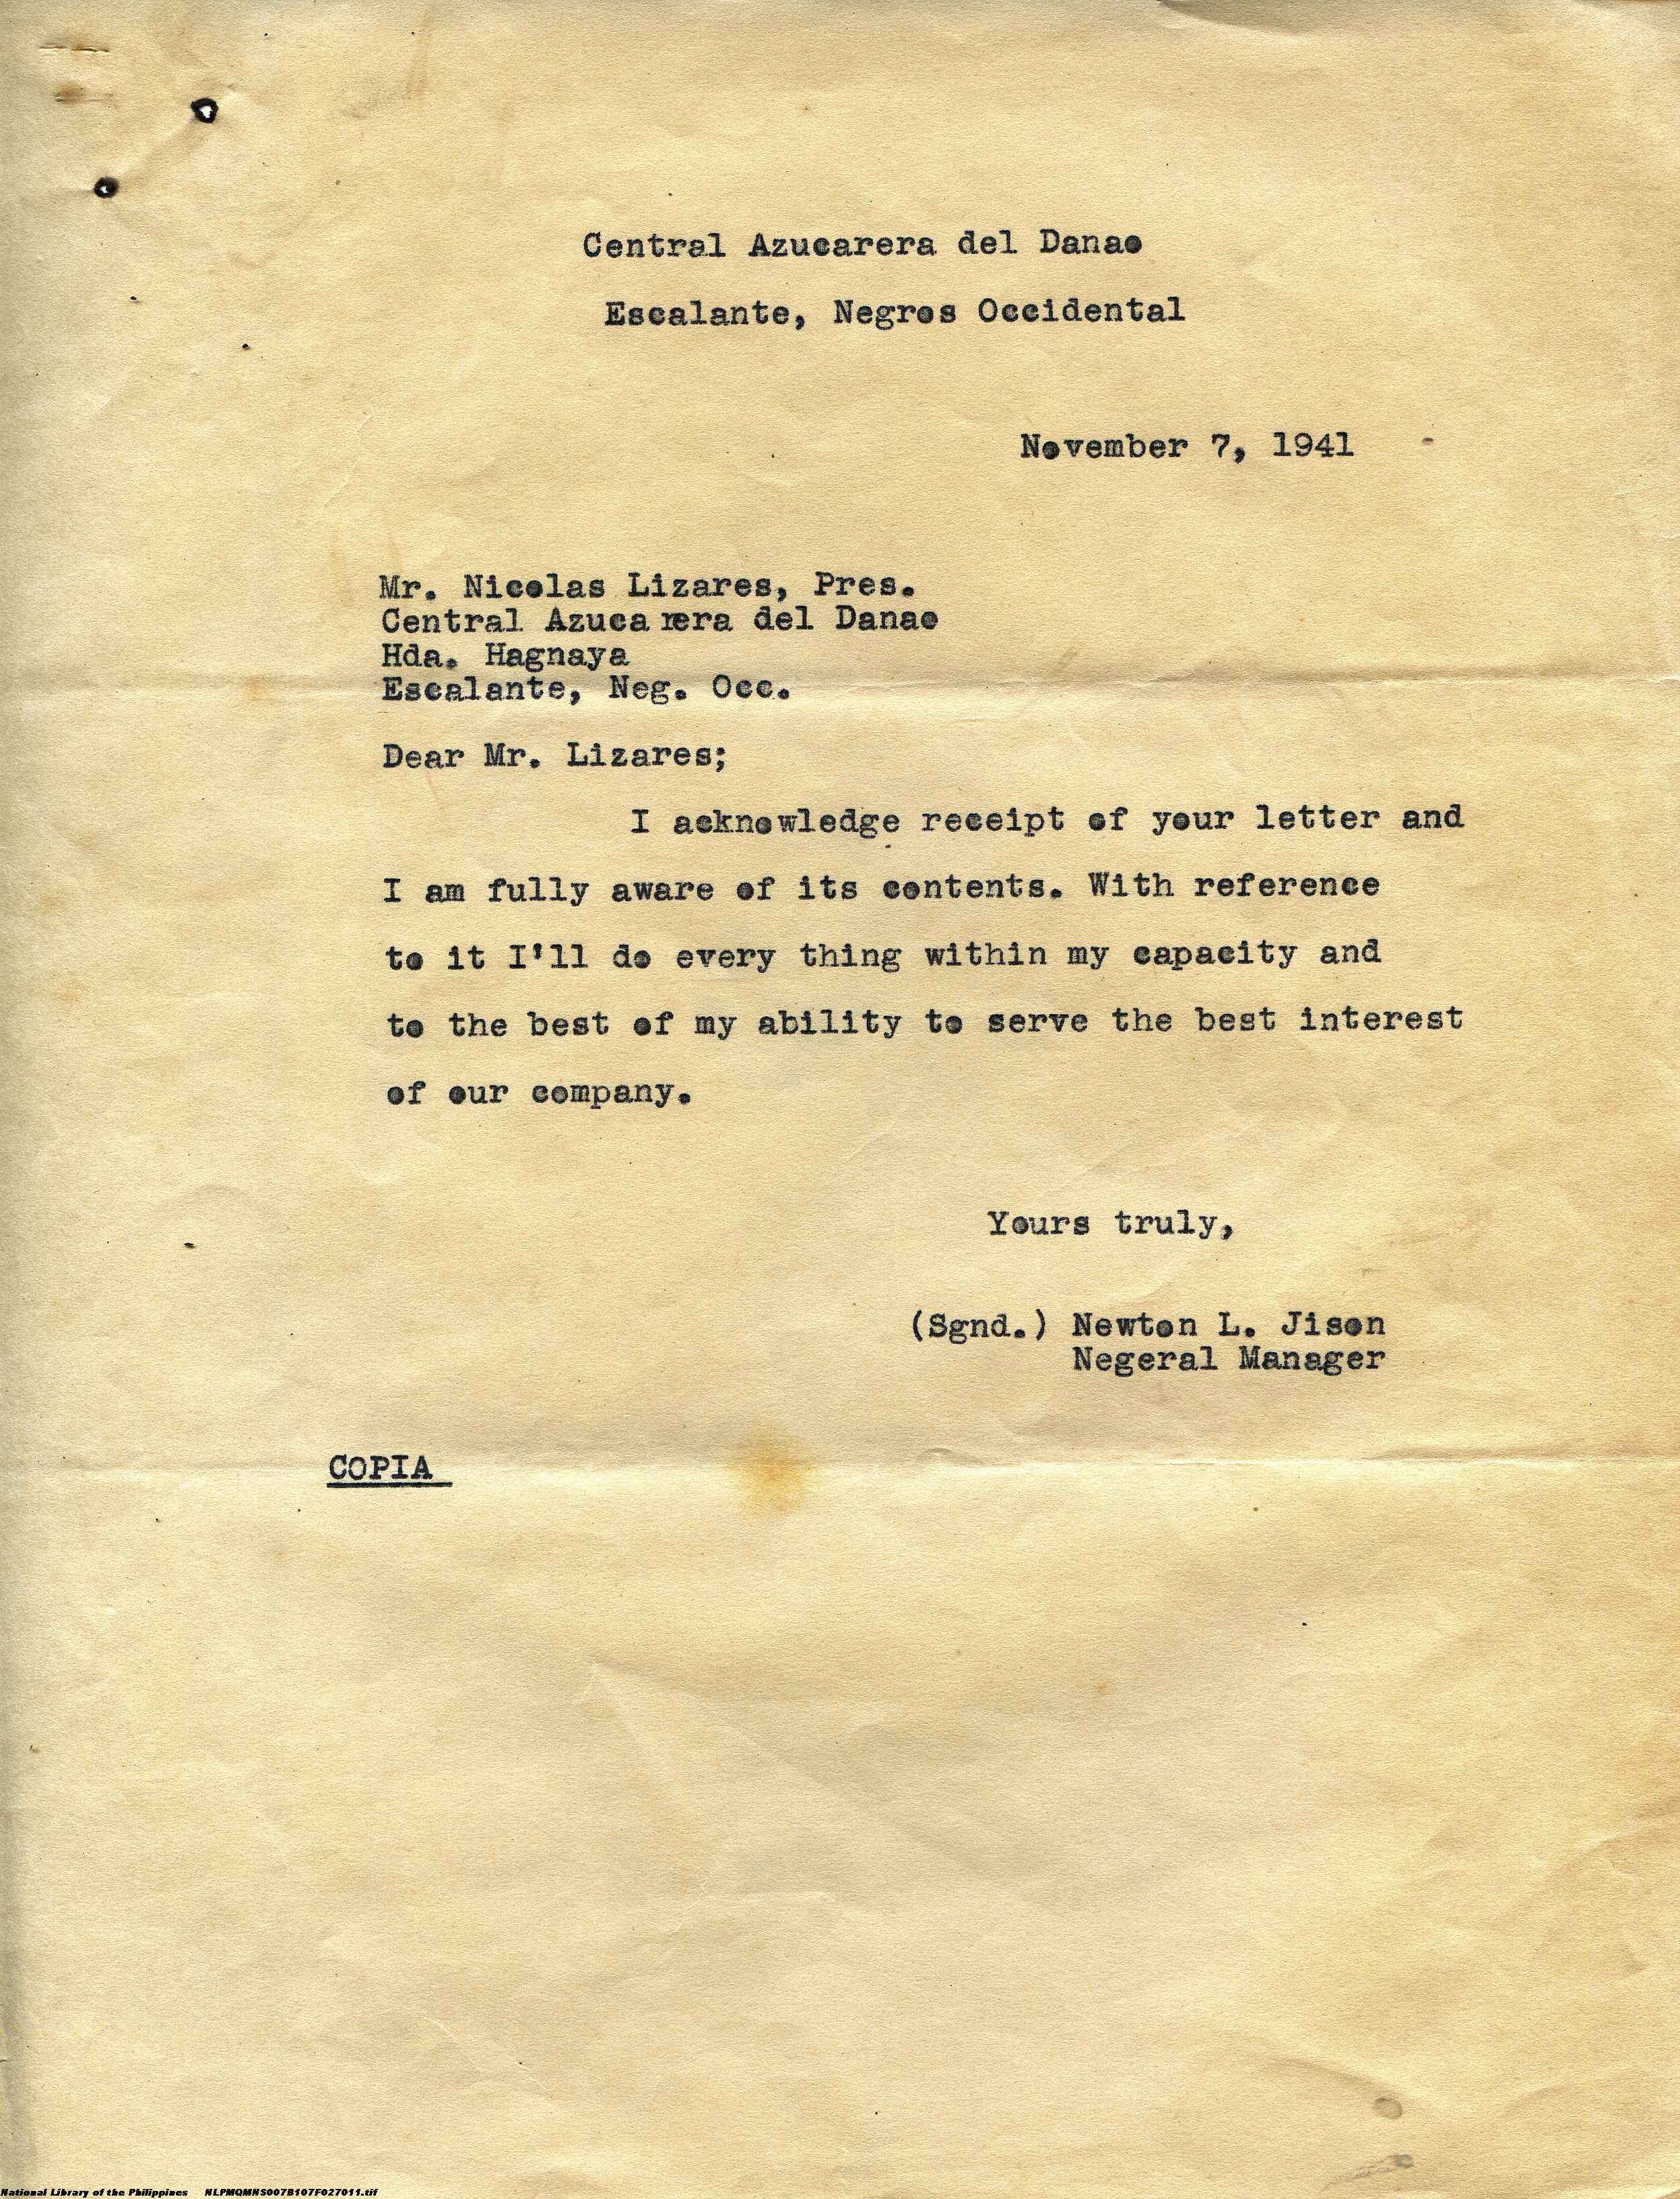 Central Azucarera del Danao
Escalante, Negros Occidental
November 7, 1941
Mr. Nicolas Lizares, Pres.
Central Azucarera del Danao
Hda. Hagnaya
Escalante, Neg. Occ.
Dear Mr. Lizares;
I acknowledge receipt of your letter and
I am fully aware of its contents. With reference
to it I'll do every thing within my capacity and
to the best of my ability to serve the best interest
of our company.
Yours truly,
(Sgnd.) Newton L. Jison
Negeral Manager
COPIA
National Library of the Philippines NLPMQMNS007B107F027011.tif